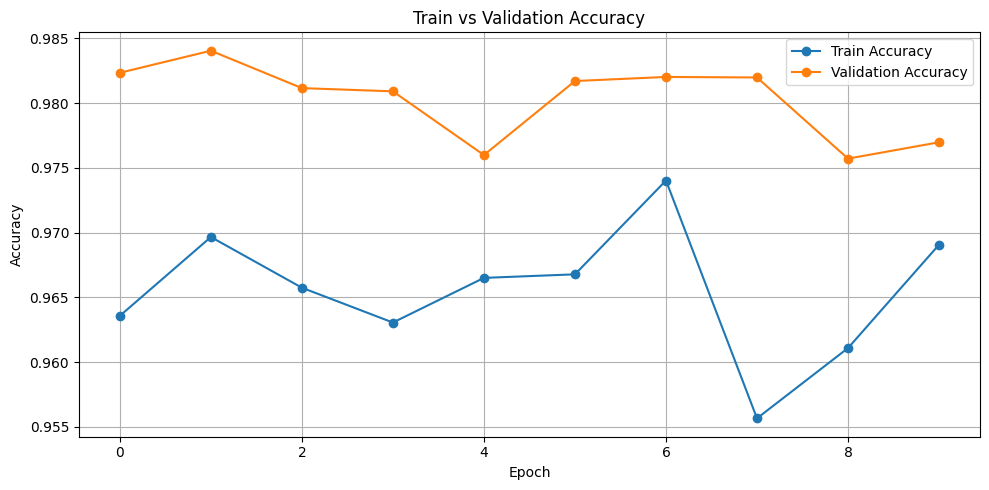 Train vs Validation Accuracy
Train Accuracy
Validation Accuracy
0.985
0.980
0.975
0.970
0.965
0.960
0.955
Accuracy
0 2 4 6 8
Epoch